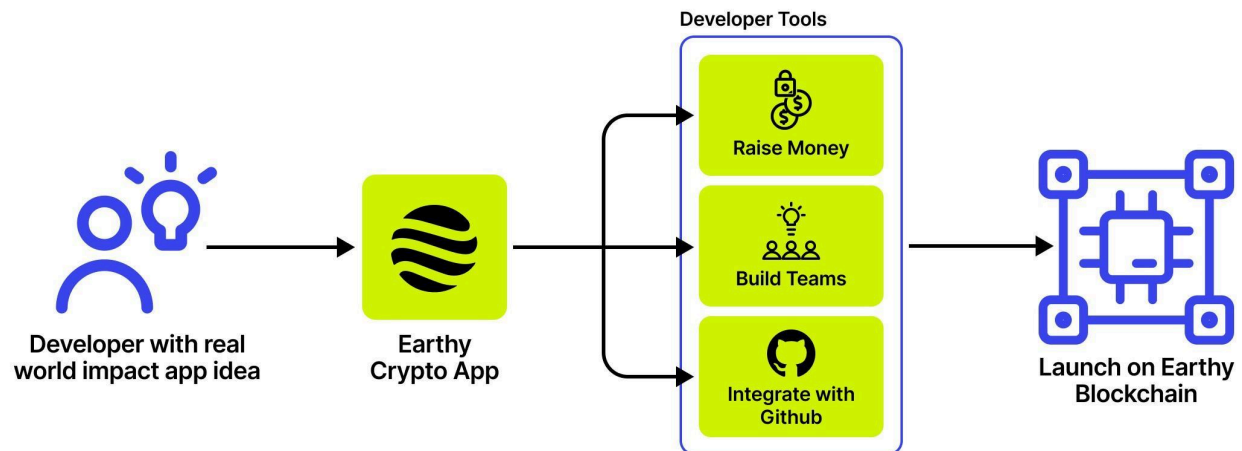 Developer Tools
Raise Money
Build Teams
Integrate with
Github
Developer with real
world impact app idea
Earthy
Crypto App
Launch on Earthy
Blockchain